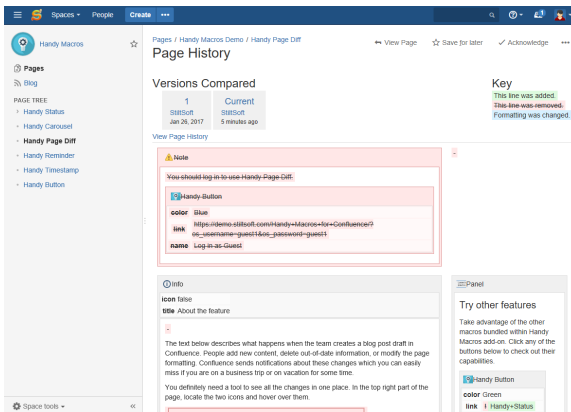 Spaces People Create
Handy Macros
Pages
Blog
PAGE TREE
Handy Status
Handy Carousel
Handy Page Diff
Handy Reminder
Handy Timestamp
Handy Button
Space tools
Pages / Handy Macros Demo / Handy Page Diff
View Page Save for later Acknowledge
Page History
Versions Compared
1 Current
StiltSoft StiltSoft
Jan 26, 2017 5 minutes ago
View Page History
Key
This line was added.
This line was removed.
Formatting was changed.
Note
You should log in to use Handy Page Diff.
Handy Button
color Blue
link https://demo.stiltsoft.com/Handy+Macros+for+Confluence/?
os_username=guest1&os_password=guest1
name Log in as Guest
Info
icon false
title About the feature
The text below describes what happens when the team creates a blog post draft in
Confluence. People add new content, delete out-of-date information, or modify the page
formatting. Confluence sends notifications about these changes which you can easily
miss if you are on a business trip or on vacation for some time.
You definitely need a tool to see all the changes in one place. In the top right part of the
page, locate the two icons and hover over them.
Panel
Try other features
Take advantage of the other
macros bundled within Handy
Macros add-on. Click any of the
buttons below to check out their
capabilities.
Handy Button
color Green
link ! Handy+Status